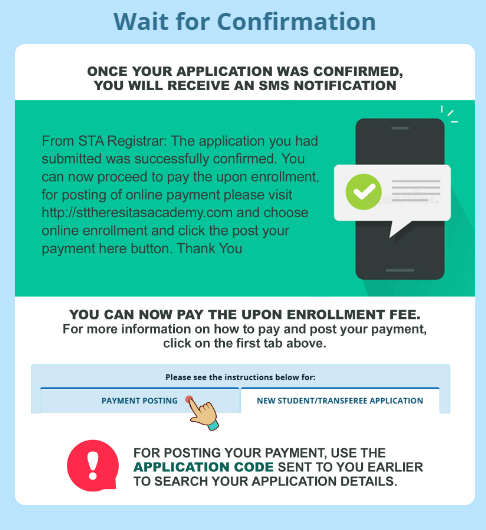 Wait for Confirmation
ONCE YOUR APPLICATION WAS CONFIRMED,
YOU WILL RECEIVE AN SMS NOTIFICATION
From STA Registrar: The application you had
submitted was successfully confirmed. You
can now proceed to pay the upon enrollment,
for posting of online payment please visit
http://sttheresitasacademy.com and choose
online enrollment and click the post your
payment here button. Thank You
YOU CAN NOW PAY THE UPON ENROLLMENT FEE.
For more information on how to pay and post your payment,
click on the first tab above.
Please see the instructions below for:
PAYMENT POSTING
NEW STUDENT/TRANSFEREE APPLICATION
FOR POSTING YOUR PAYMENT, USE THE
APPLICATION CODE SENT TO YOU EARLIER
TO SEARCH YOUR APPLICATION DETAILS.